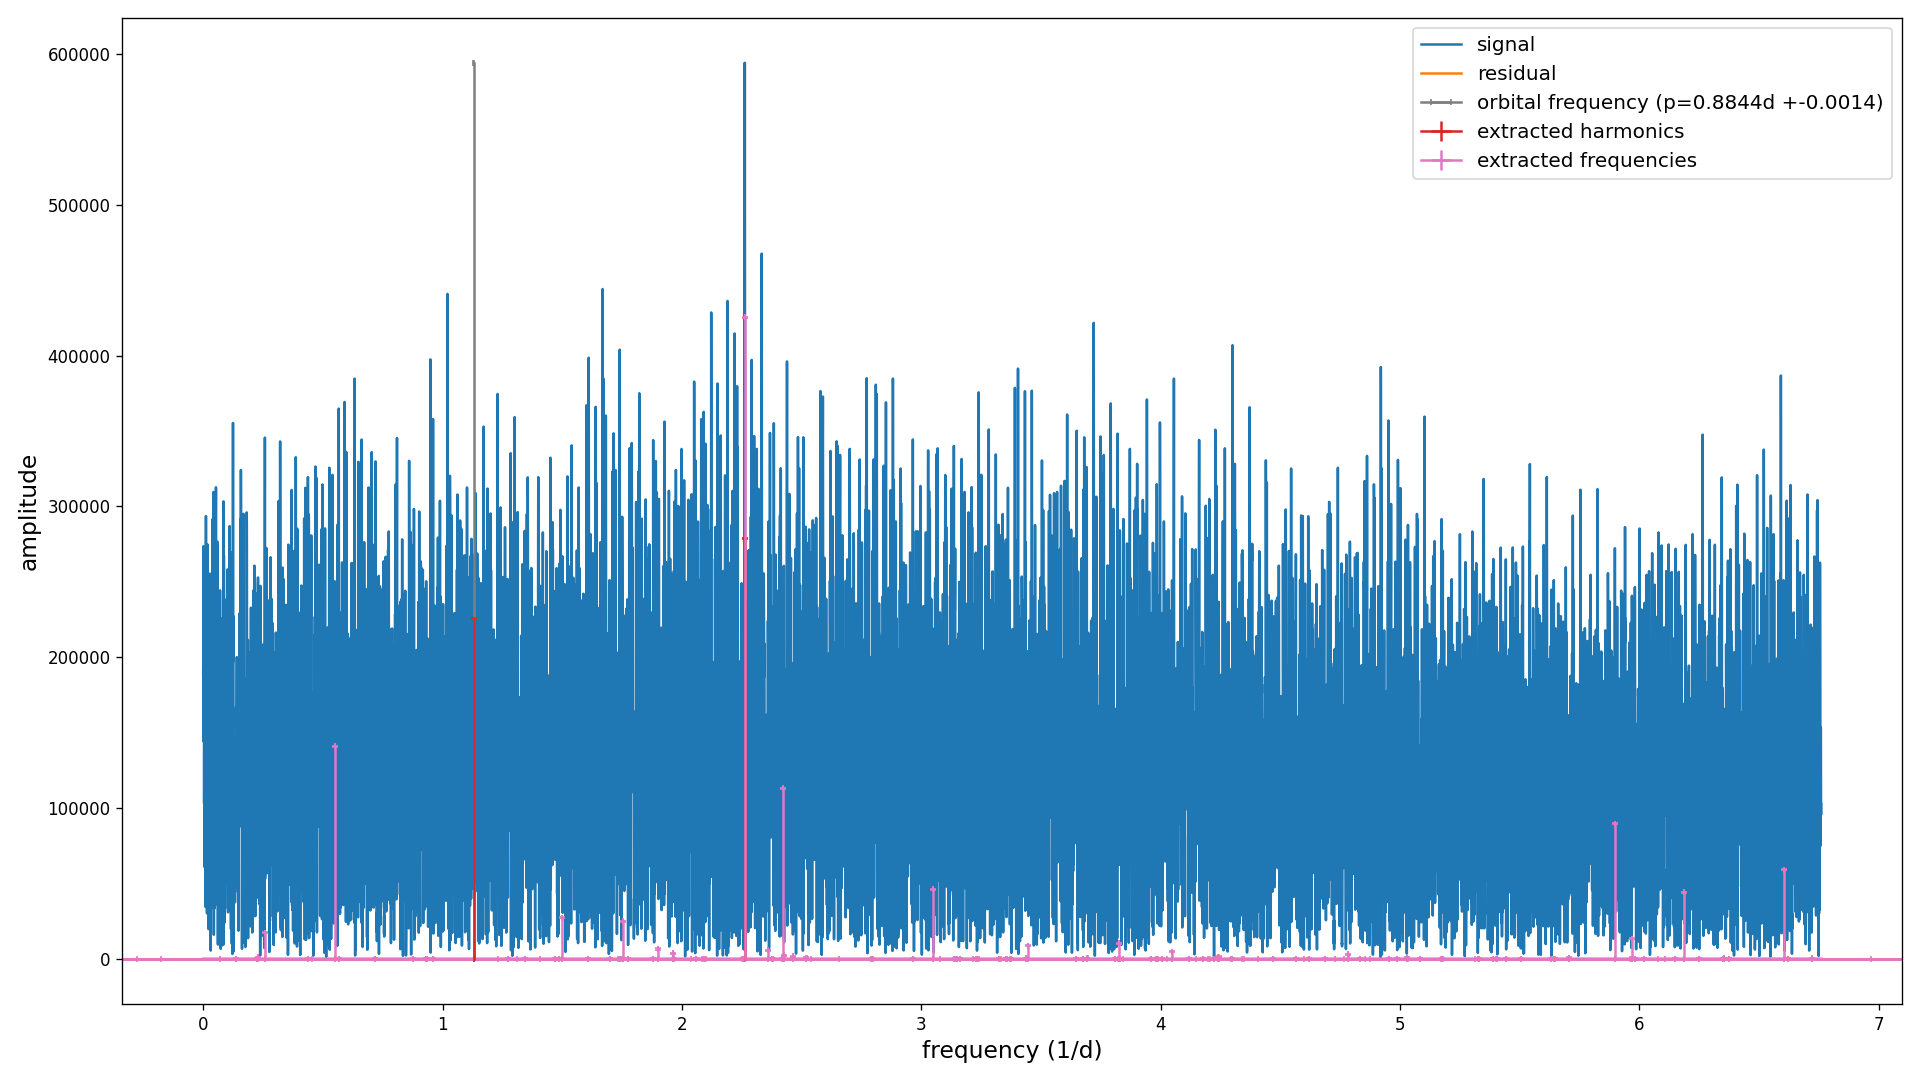 600000
500000
400000
300000
200000
100000
0
amplitude
0 1 2 3 4 5 6 7
frequency (1/d)
signal
residual
orbital frequency (p=0.8844d +-0.0014)
extracted harmonics
extracted frequencies